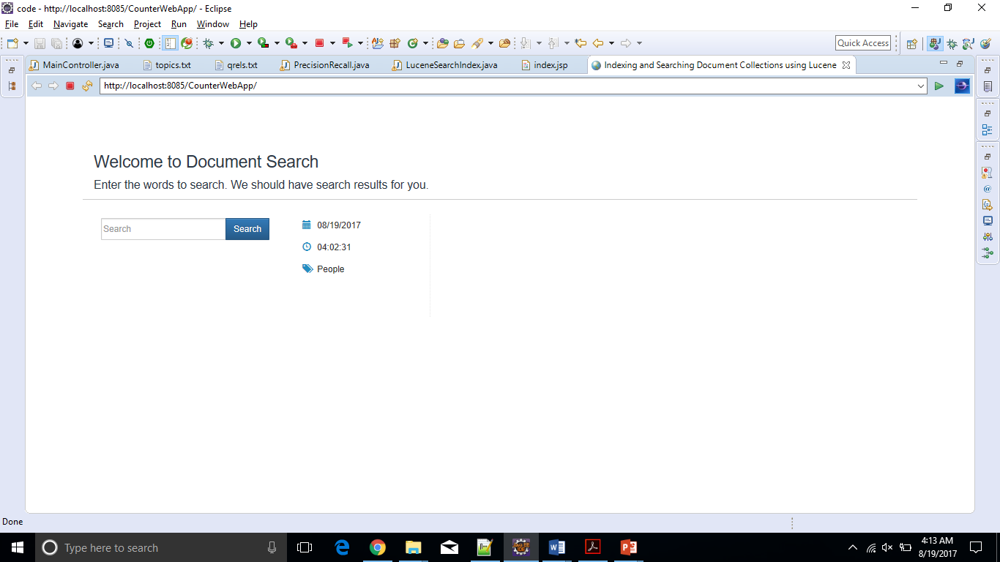 code - http://localhost:8085/CounterWebApp/ - Eclipse
File Edit Navigate Search Project Run Window Help
Quick Access
MainController.java topics.txt qrels.txt PrecisionRecall.java LuceneSearchIndex.java index.jsp Indexing and Searching Document Collections using Lucene
http://localhost:8085/CounterWebApp/
Welcome to Document Search
Enter the words to search. We should have search results for you.
Search Search 08/19/2017
04:02:31
People
Done
Type here to search
4:13 AM
8/19/2017